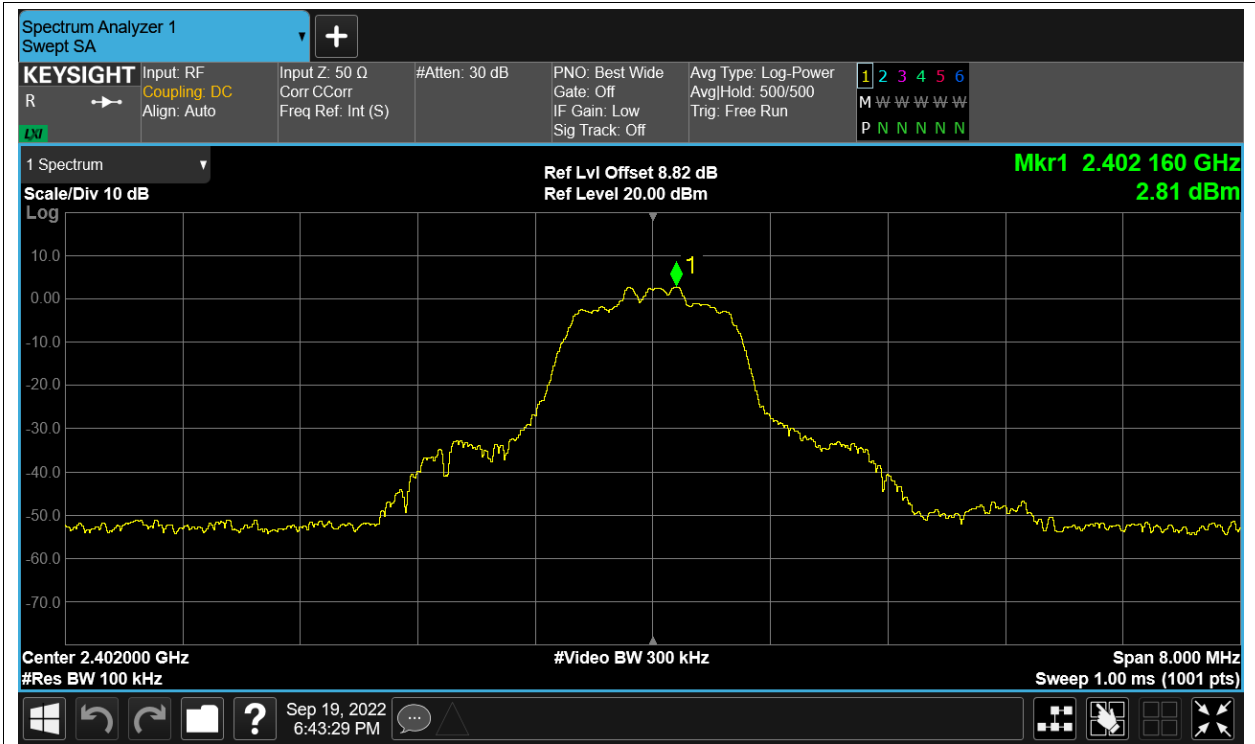 Spectrum Analyzer 1
Swept SA
KEYSIGHT
R
LXI
Input: RF
Coupling: DC
Align: Auto
Input Z: 50 Ω
Corr CCorr
Freq Ref: Int (S)
#Atten: 30 dB
PNO: Best Wide
Gate: Off
IF Gain: Low
Sig Track: Off
Avg Type: Log-Power
Avg|Hold: 500/500
Trig: Free Run
1 2 3 4 5 6
M W W W W W
P N N N N N
1 Spectrum
Scale/Div 10 dB
Log
Ref Lvl Offset 8.82 dB
Ref Level 20.00 dBm
Mkr1 2.402 160 GHz
2.81 dBm
1
10.0
0.00
-10.0
-20.0
-30.0
-40.0
-50.0
-60.0
-70.0
Center 2.402000 GHz
#Res BW 100 kHz
#Video BW 300 kHz
Span 8.000 MHz
Sweep 1.00 ms (1001 pts)
?
Sep 19, 2022
6:43:29 PM